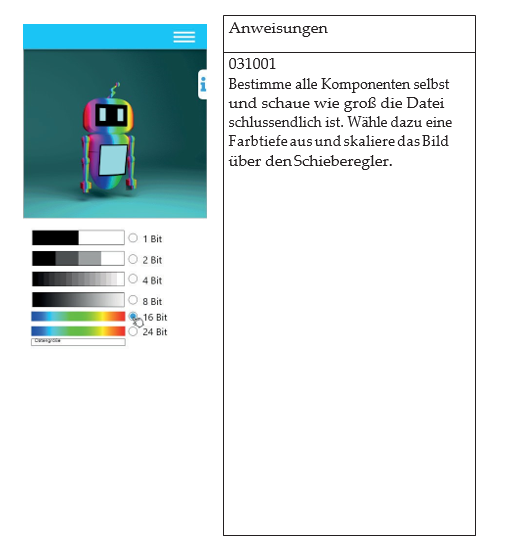 i
1 Bit
2 Bit
4 Bit
8 Bit
16 Bit
24 Bit
Dateigröße
Anweisungen
031001
Bestimme alle Komponenten selbst
und schaue wie groß die Datei
schlussendlich ist. Wähle dazu eine
Farbtiefe aus und skaliere das Bild
über den Schieberegler.